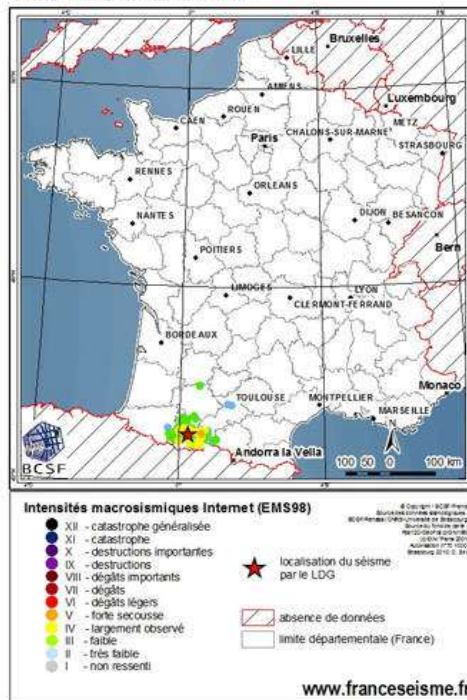 Bruxelles
LILLE
AMIENS
Luxembourg
ROUEN
CAEN
METZ
Paris
CHALONS-SUR-MARNE
STRASBOURG
RENNES
ORLEANS
NANTES
DIJON
BESANCON
Bern
POITIERS
LIMOGES
LYON
CLERMONT-FERRAND
BORDEAUX
Monaco
TOULOUSE
MONTPELLIER
MARSEILLE
N
Andorra la Vella
BCSF
100 0 100 km
Intensités macrosismiques Internet (EMS98)
XII - catastrophe généralisée
XI - catastrophe
X - destructions importantes
IX - destructions
VIII - dégâts importants
VII - dégâts
VI - dégâts légers
V - forte secousse
IV - largement observé
III - faible
II - très faible
I - non ressenti
localisation du séisme
par le LDG
absence de données
limite départementale (France)
www.franceseisme.fr